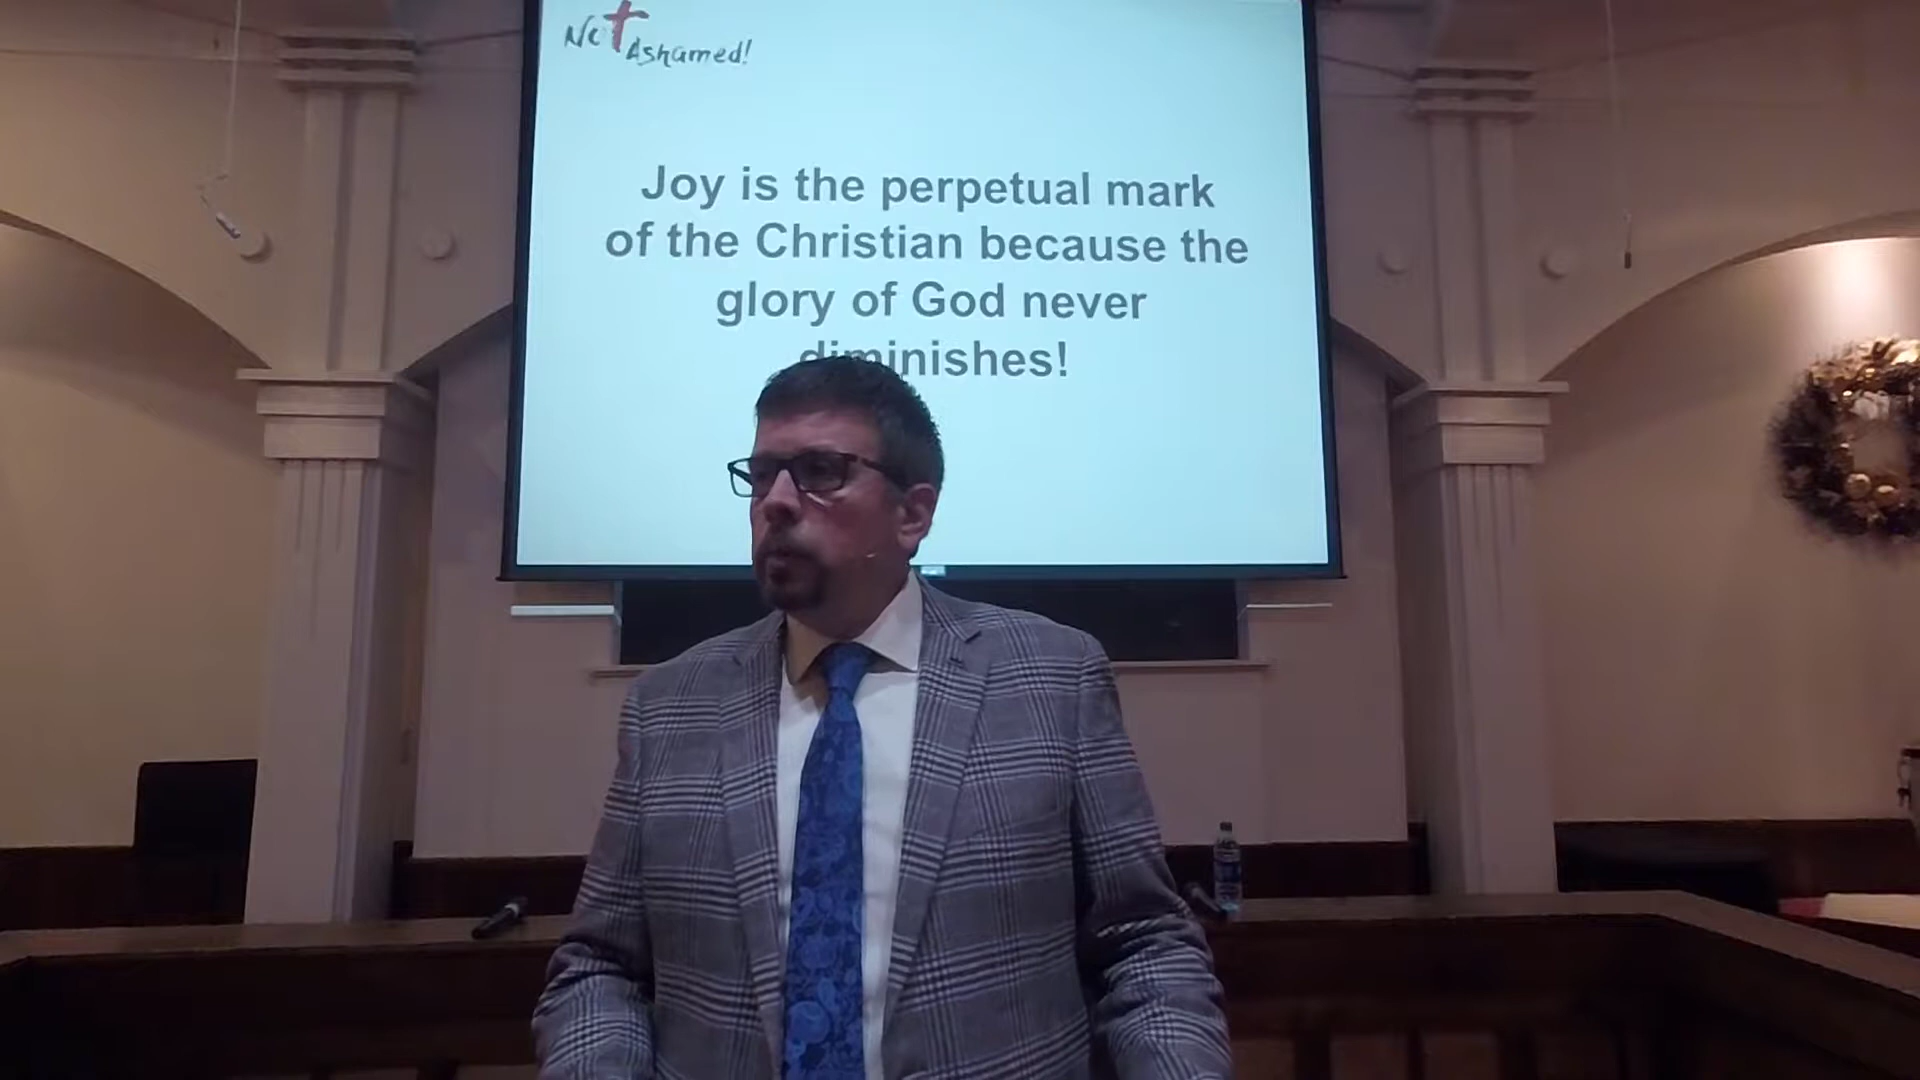 Not Ashamed!
Joy is the perpetual mark
of the Christian because the
glory of God never
diminishes!